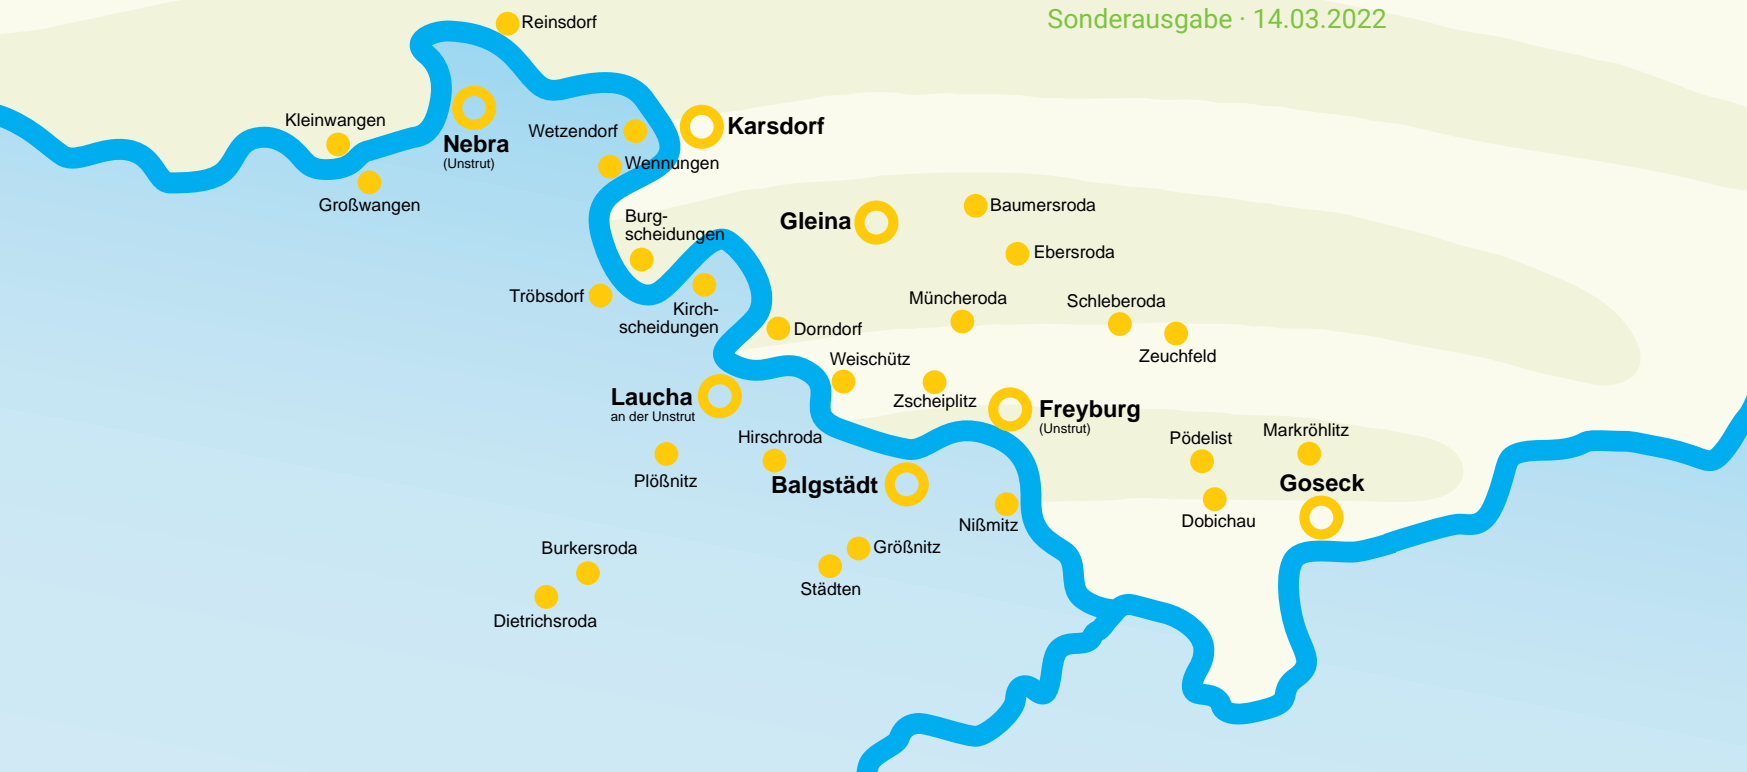 Sonderausgabe · 14.03.2022
Reinsdorf
Kleinwangen
Nebra
(Unstrut)
Wetzendorf
Karsdorf
Wennungen
Großwangen
Burg-
scheidungen
Gleina
Baumersroda
Ebersroda
Tröbsdorf
Kirch-
scheidungen
Müncheroda
Schleberoda
Dorndorf
Zeuchfeld
Weischütz
Laucha
an der Unstrut
Zscheiplitz
Freyburg
(Unstrut)
Hirschroda
Pödelist
Markröhlitz
Plößnitz
Balgstädt
Goseck
Nißmitz
Dobichau
Burkersroda
Größnitz
Städten
Dietrichsroda